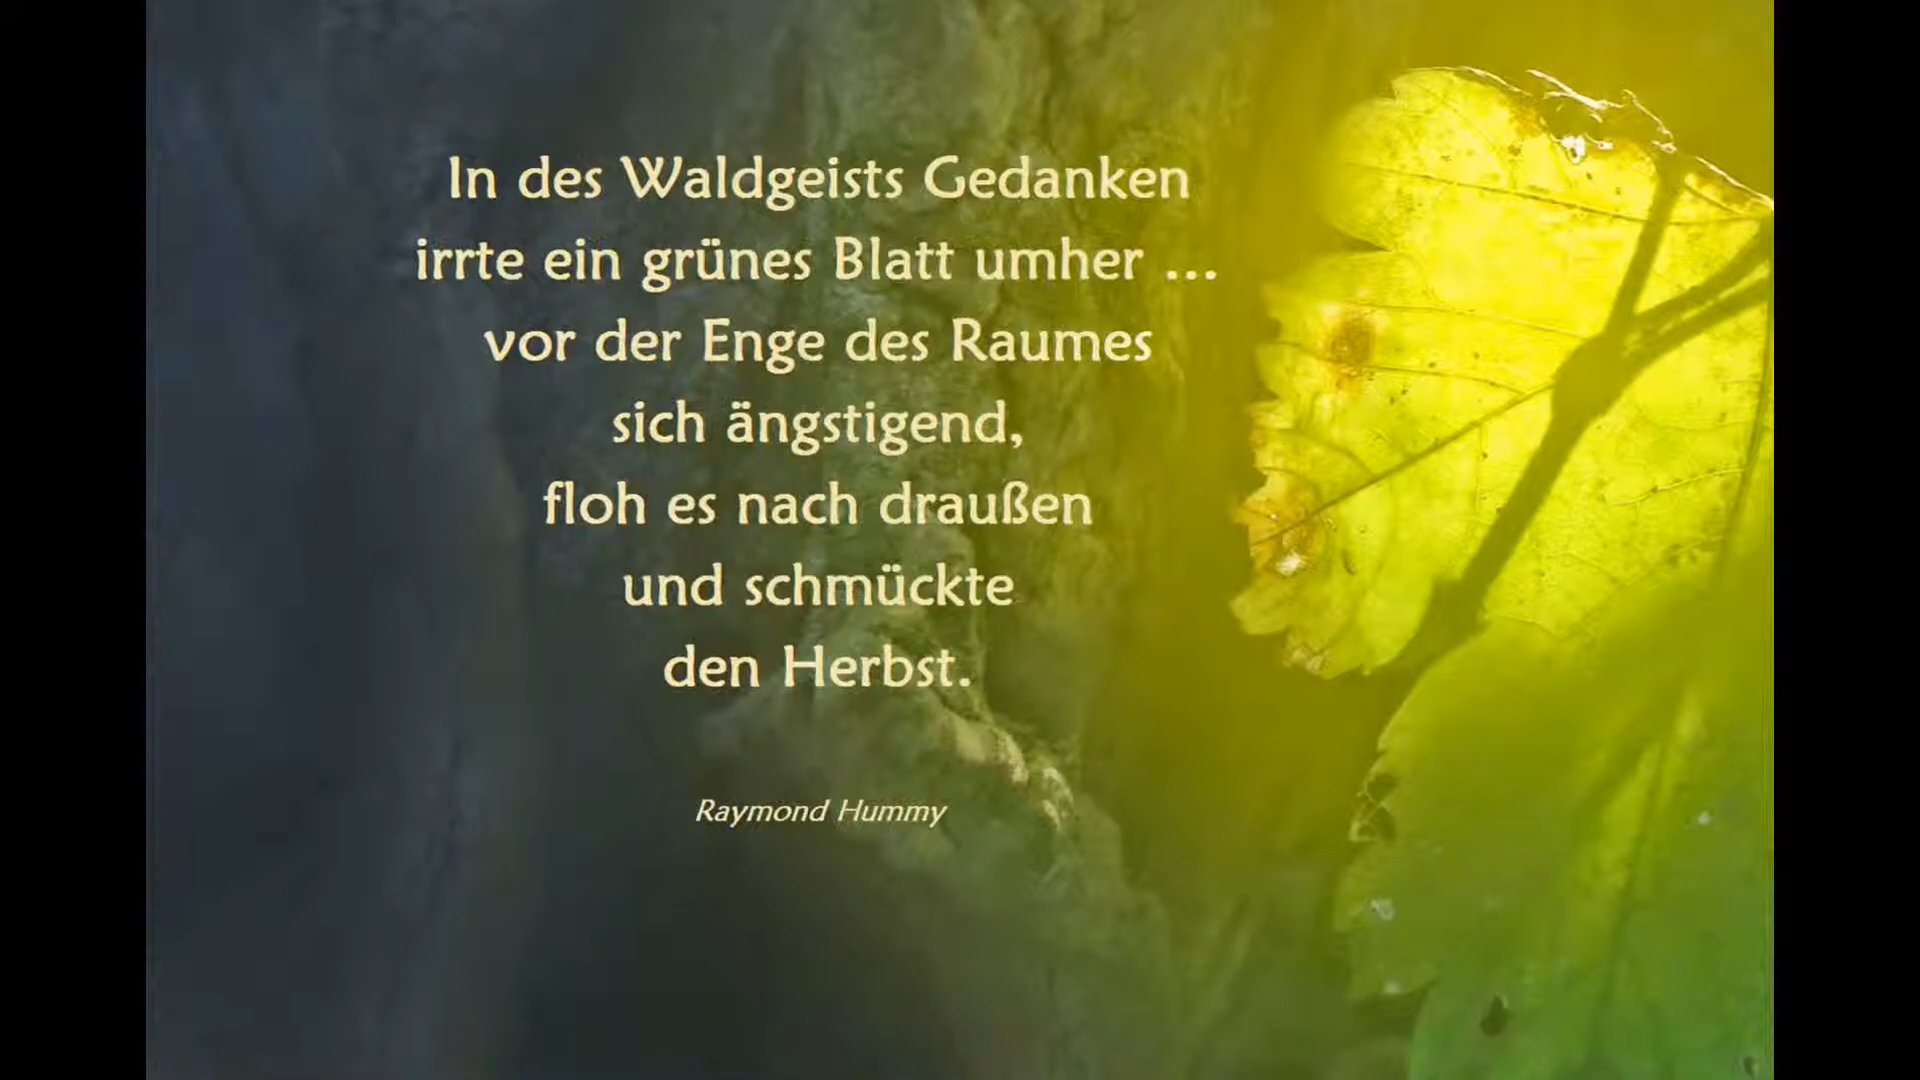 In des Waldgeists Gedanken
irrte ein grünes Blatt umher ...
vor der Enge des Raumes
sich ängstigend,
floh es nach draußen
und schmückte
den Herbst.
Raymond Hummy